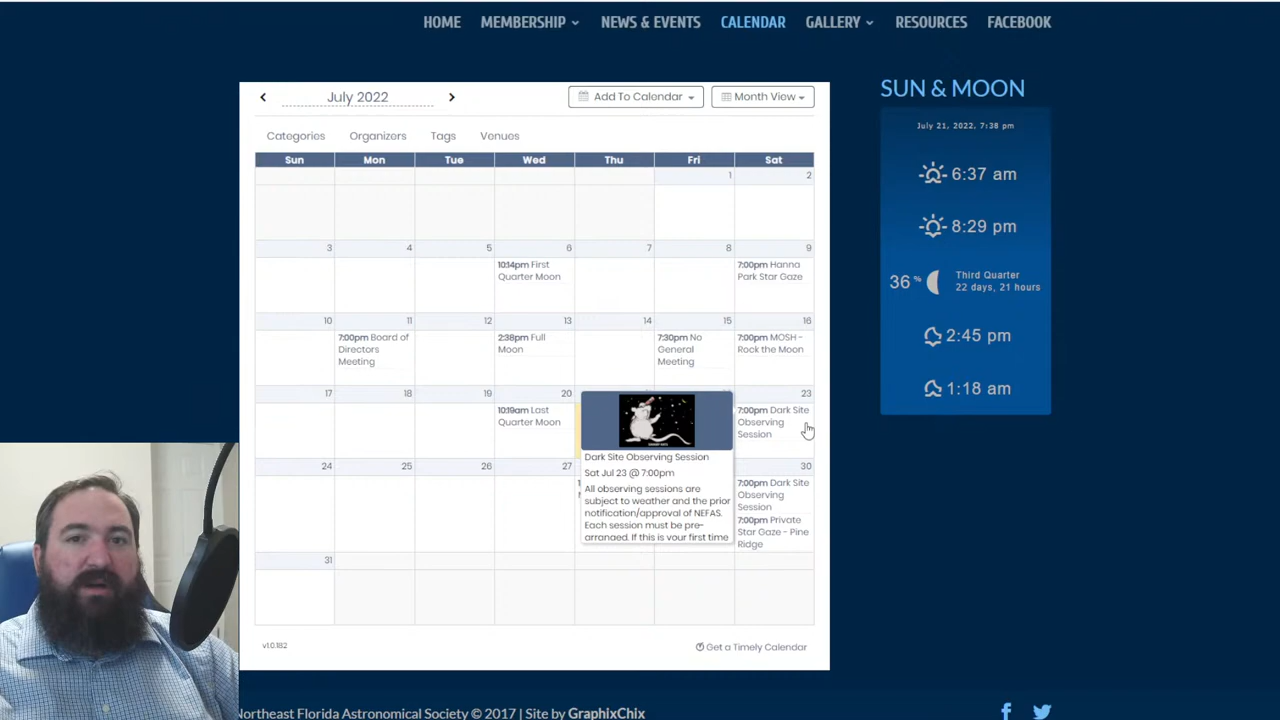 HOME MEMBERSHIP NEWS & EVENTS CALENDAR GALLERY RESOURCES FACEBOOK
July 2022
Add To Calendar
Month View
Categories Organizers Tags Venues
Sun Mon Tue Wed Thu Fri Sat
1 2
3 4 5 6 7 8 9
10:14pm First
Quarter Moon
7:00pm Hanna
Park Star Gaze
10 11 12 13 14 15 16
7:00pm Board of
Directors
Meeting
2:38pm Full
Moon
7:30pm No
General
Meeting
7:00pm MOSH -
Rock the Moon
17 18 19 20 23
10:19am Last
Quarter Moon
7:00pm Dark Site
Observing
Session
Dark Site Observing Session
Sat Jul 23 @ 7:00pm
All observing sessions are
subject to weather and the prior
notification/approval of NEFAS.
Each session must be pre-
arranged. If this is your first time
24 25 26 27 30
7:00pm Dark Site
Observing
Session
7:00pm Private
Star Gaze - Pine
Ridge
31
v1.0.182
Get a Timely Calendar
SUN & MOON
July 21, 2022, 7:38 pm
6:37 am
8:29 pm
36 %
Third Quarter
22 days, 21 hours
2:45 pm
1:18 am
Northeast Florida Astronomical Society © 2017 | Site by GraphixChix